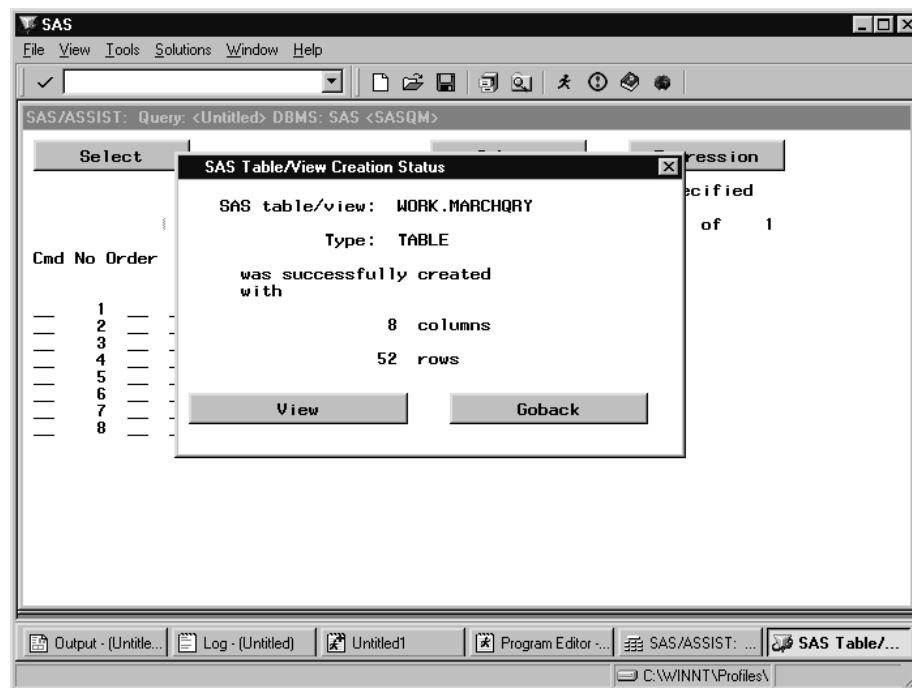 SAS
File View Tools Solutions Window Help
SAS/ASSIST: Query: <Untitled> DBMS: SAS <SASQM>
Select
ression
SAS Table/View Creation Status
ecified
SAS table/view: WORK.MARCHQRY
of 1
Type: TABLE
Cmd No Order
was successfully created
with
1
8 columns
2
3
52 rows
4
5
6
View Goback
7
8
Output - (Untitle... Log - (Untitled) Untitled1 Program Editor -... SAS/ASSIST: ... SAS Table/...
C:\WINNT\Profiles\